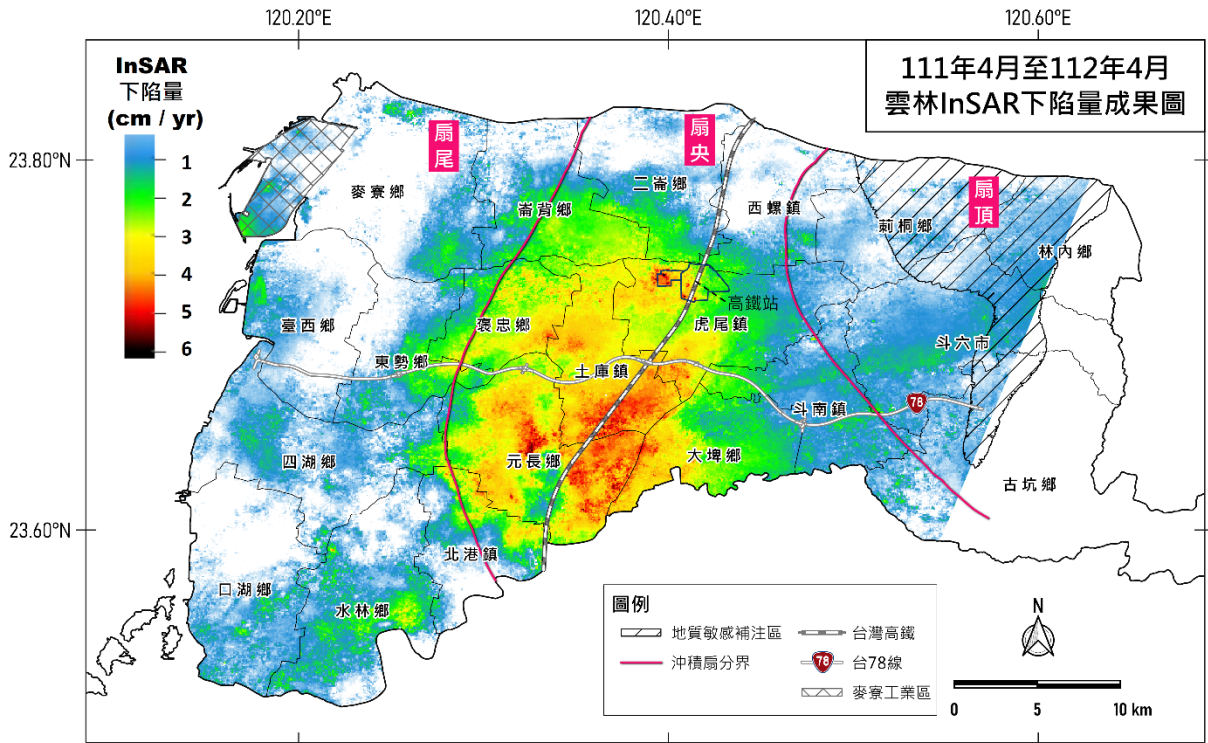 120.20°E
120.40°E
120.60°E
InSAR
下陷量
(cm / yr)
1
2
3
4
5
6
111年4月至112年4月
雲林InSAR下陷量成果圖
23.80°N
23.60°N
扇尾
扇央
扇頂
麥寮鄉
崙背鄉
二崙鄉
西螺鎮
莿桐鄉
林內鄉
臺西鄉
褒忠鄉
高鐵站
虎尾鎮
斗六市
東勢鄉
土庫鎮
78
斗南鎮
四湖鄉
元長鄉
大埤鄉
古坑鄉
北港鎮
口湖鄉
水林鄉
圖例
地質敏感補注區
台灣高鐵
沖積扇分界
78
台78線
麥寮工業區
N
0
5
10 km